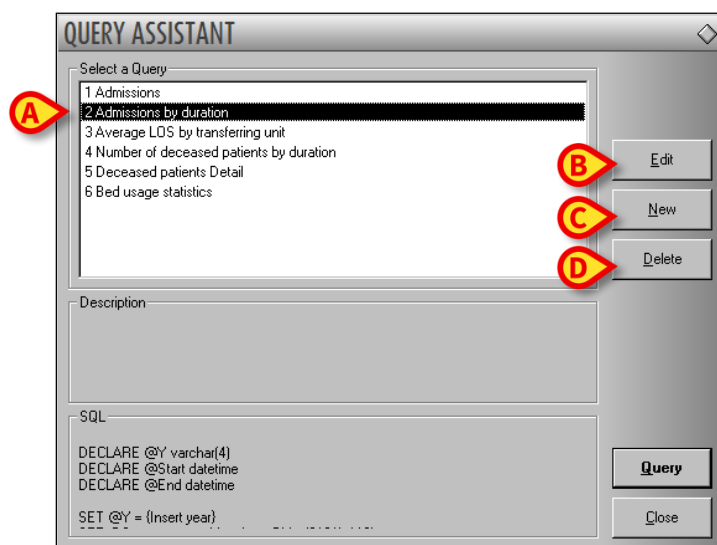 QUERY ASSISTANT
Select a Query
1 Admissions
A
2 Admissions by duration
3 Average LOS by transferring unit
4 Number of deceased patients by duration
5 Deceased patients Detail
6 Bed usage statistics
B
Edit
C
New
D
Delete
Description
SQL
DECLARE @Y varchar(4)
DECLARE @Start datetime
DECLARE @End datetime
SET @Y = {Insert year}
Query
Close